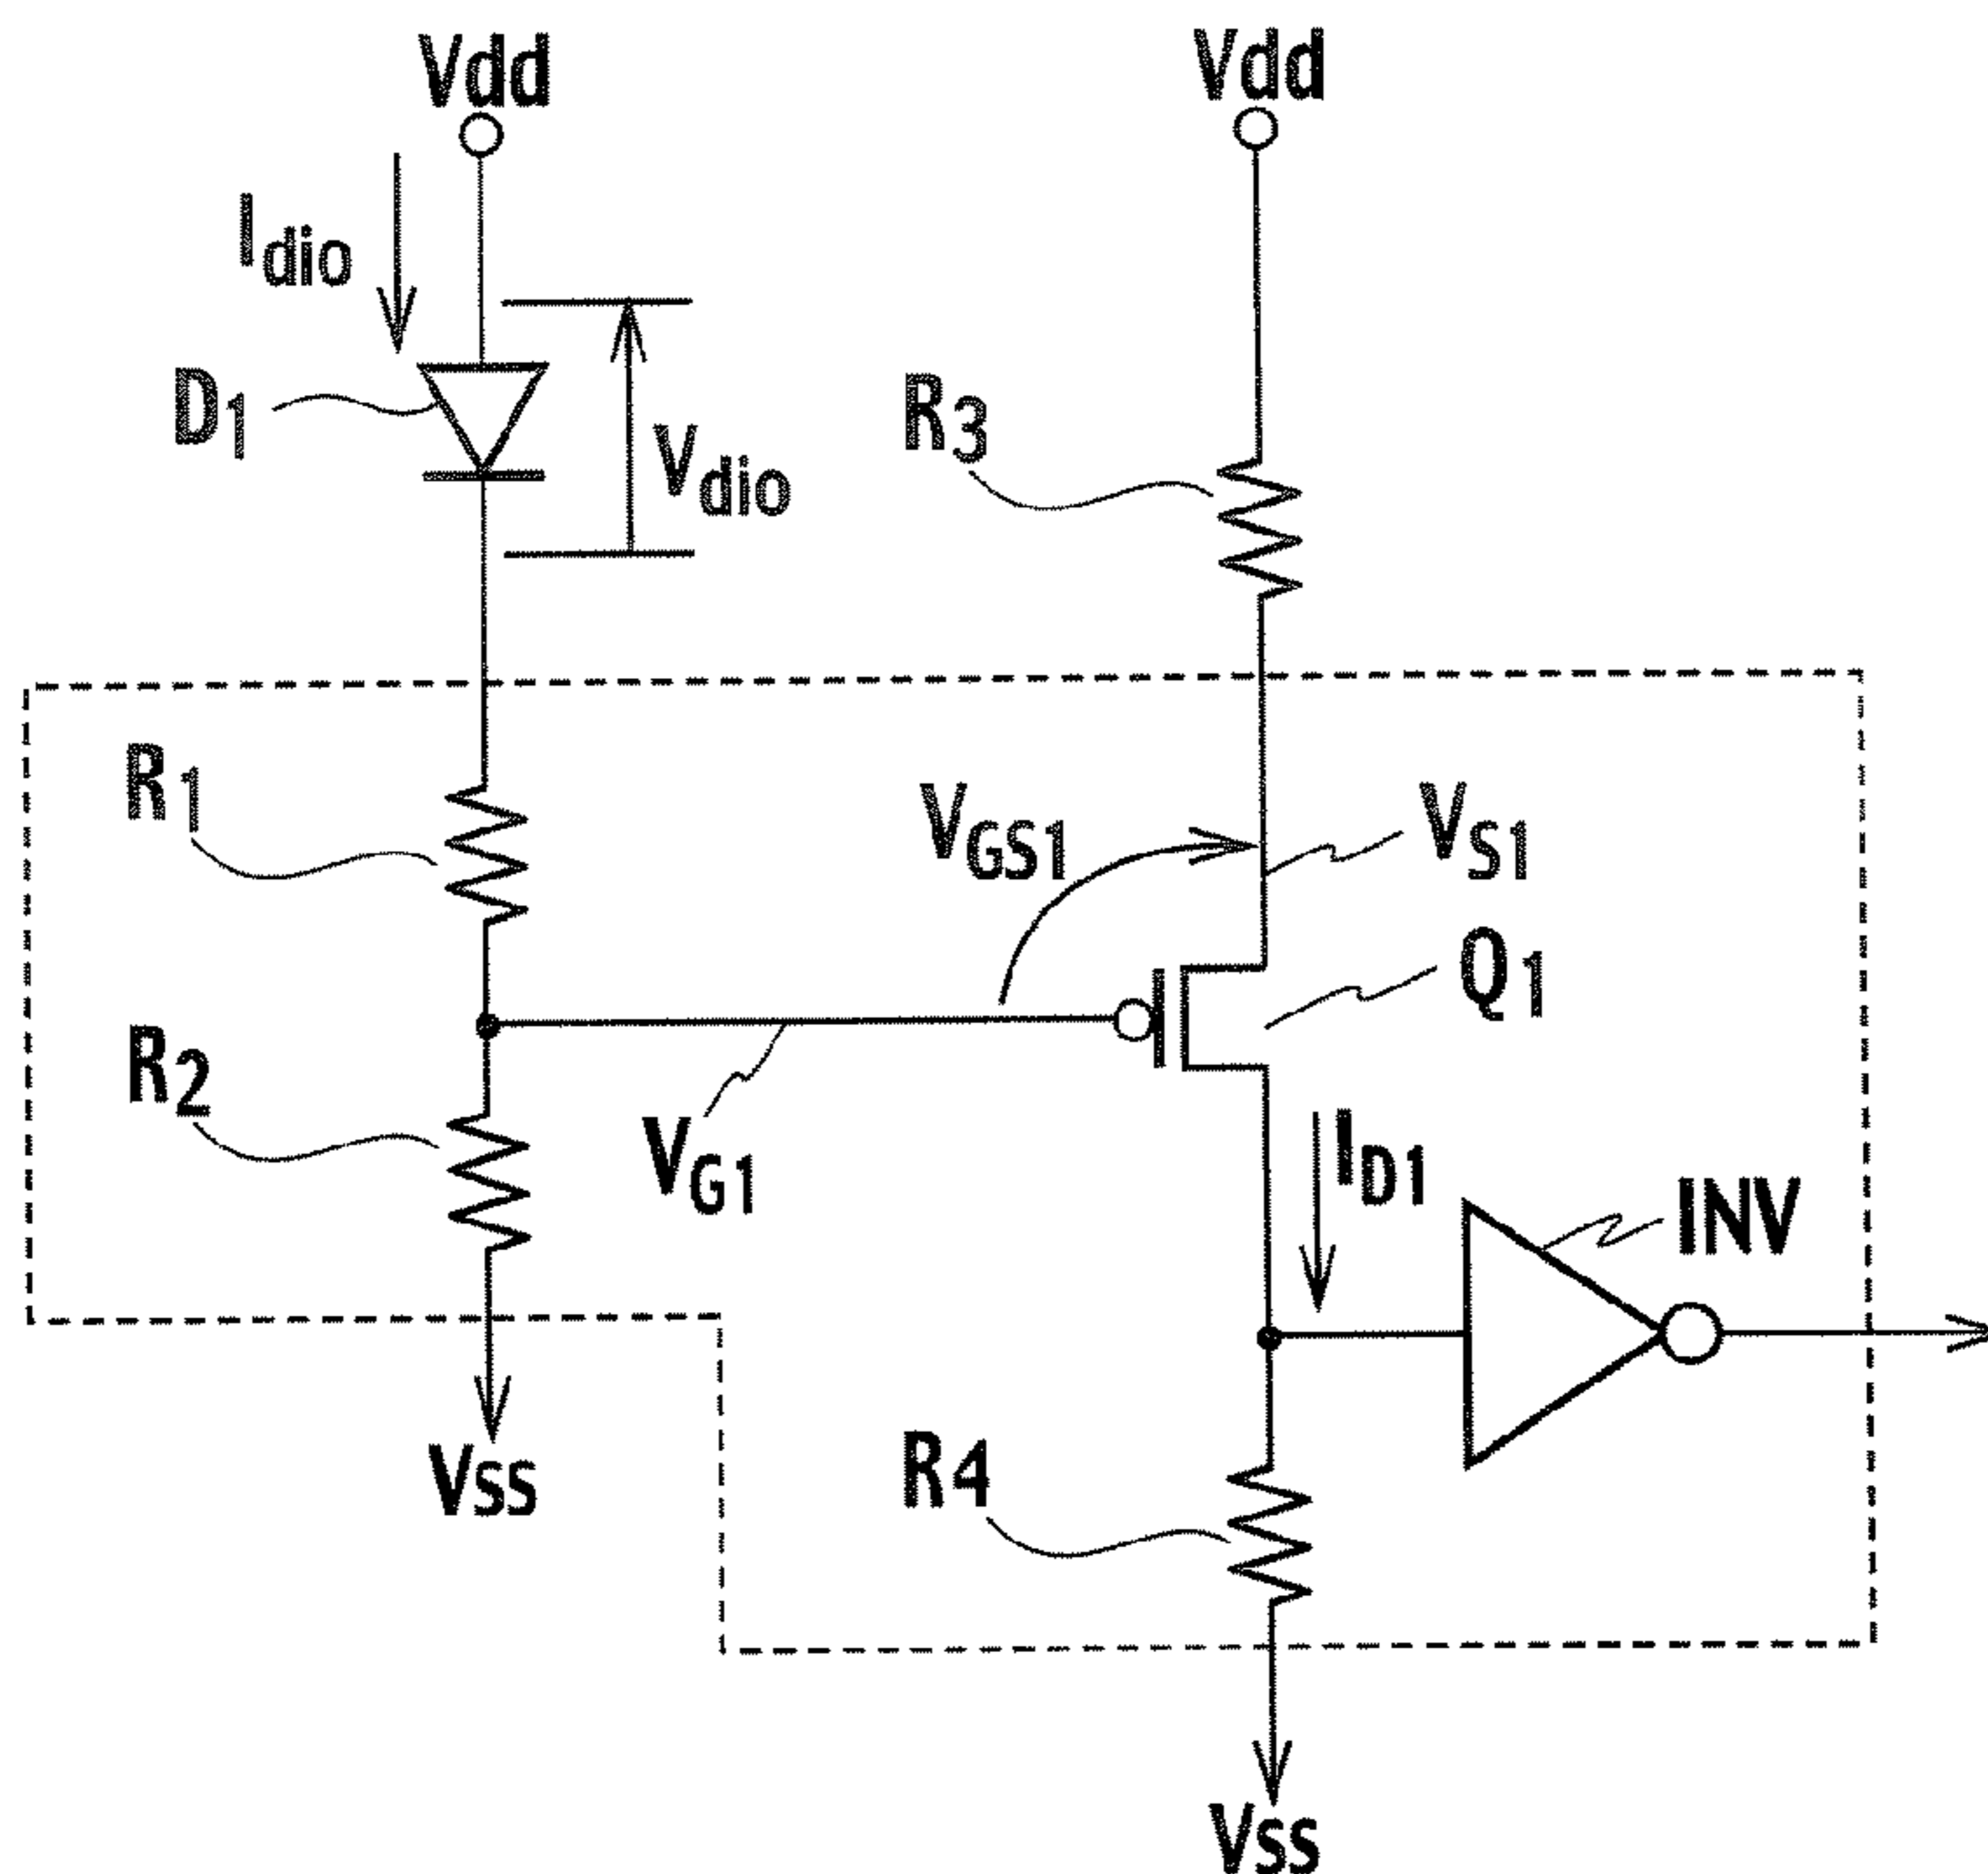 Vdd
Vdd
Idio
D1
Vdio
R3
R1
VGS1
VS1
Q1
R2
VG1
ID1
INV
VSS
R4
VSS